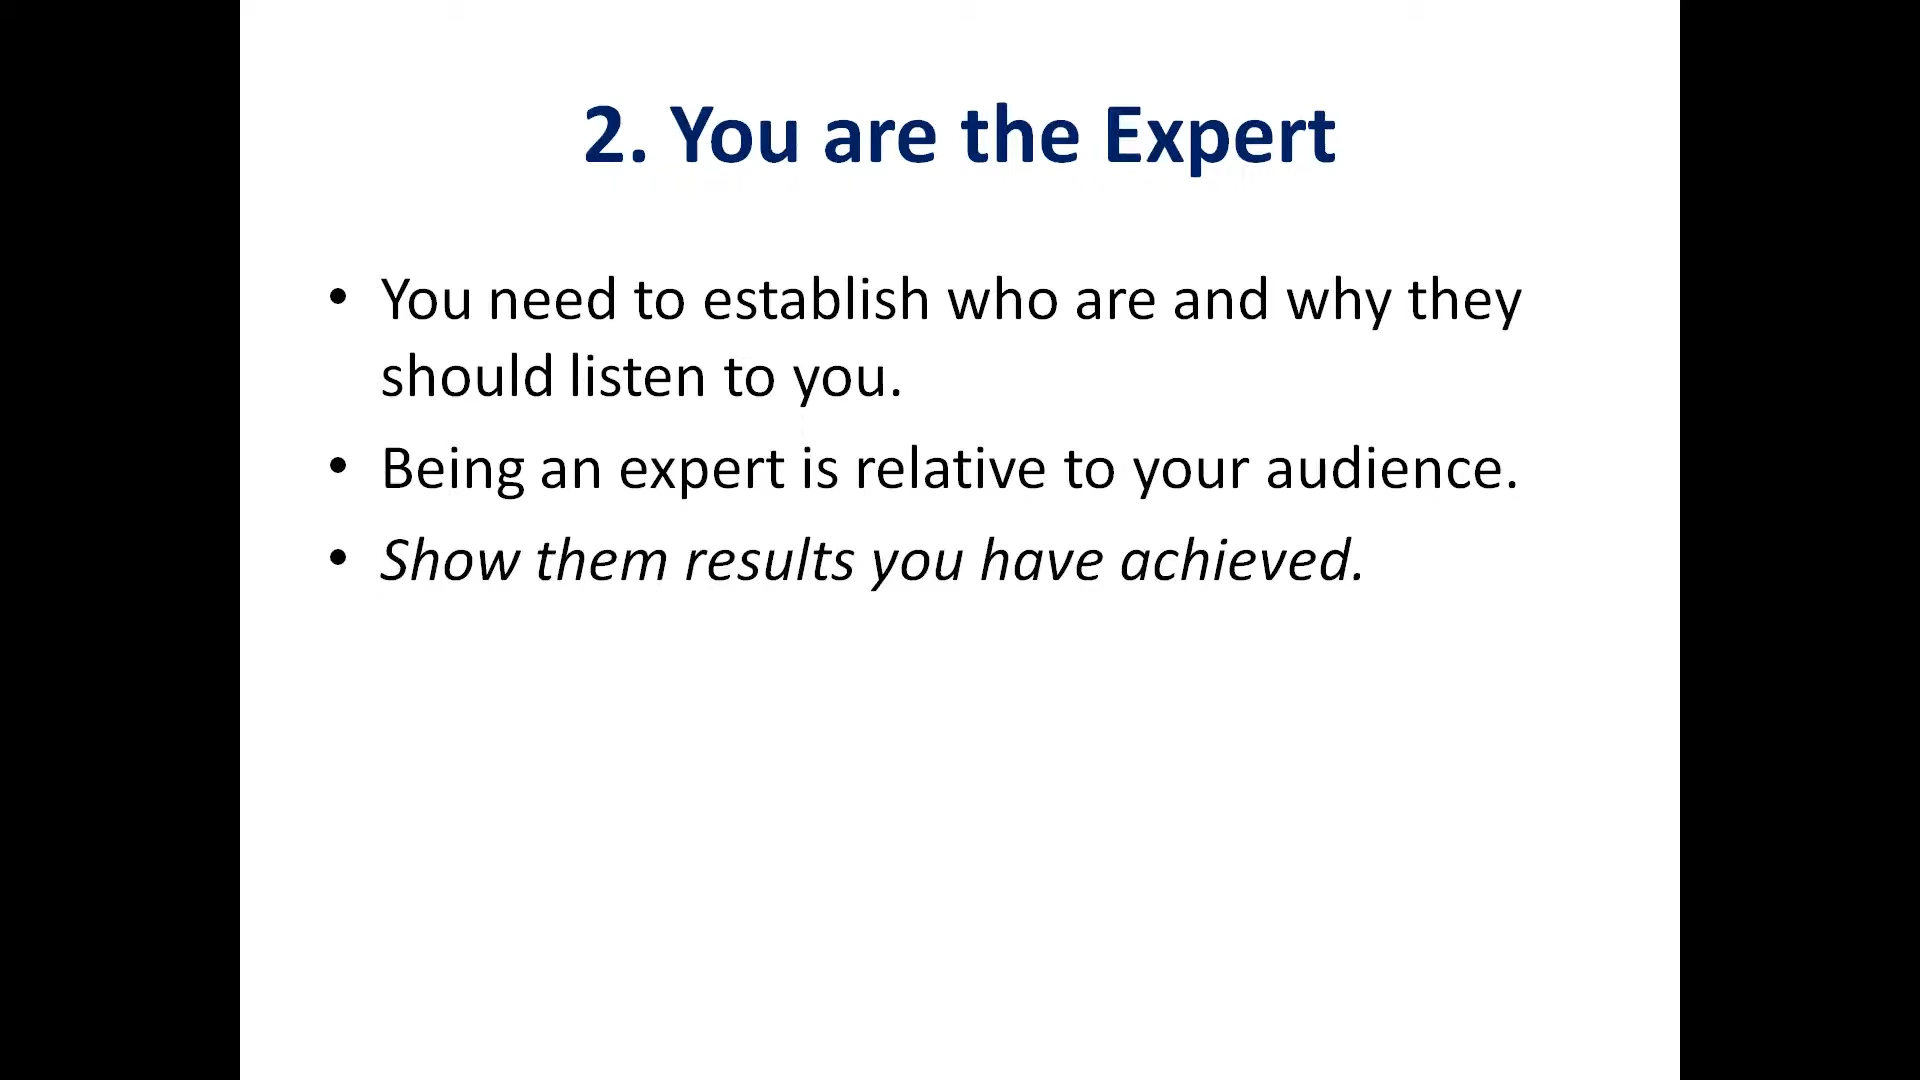 2. You are the Expert
• You need to establish who are and why they
should listen to you.
• Being an expert is relative to your audience.
• Show them results you have achieved.